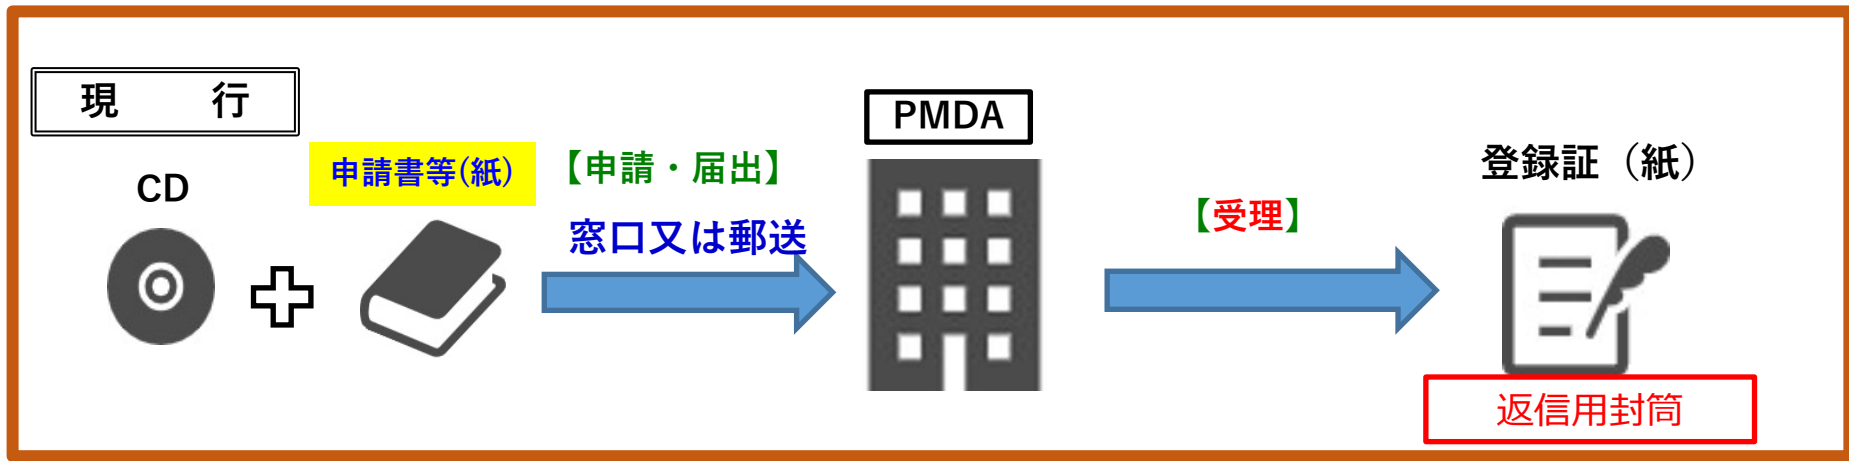 現　　行
CD
申請書等(紙)
【申請・届出】
窓口又は郵送
PMDA
【受理】
登録証（紙）
返信用封筒